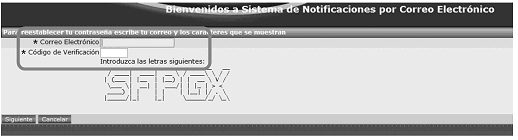 Bienvenidos a Sistema de Notificaciones por Correo Electrónico
Para reestablecer tu contraseña escribe tu correo y los caracteres que se muestran
* Correo Electrónico
* Código de Verificación
Introduzca las letras siguientes:
SFPGX
Siguiente Cancelar